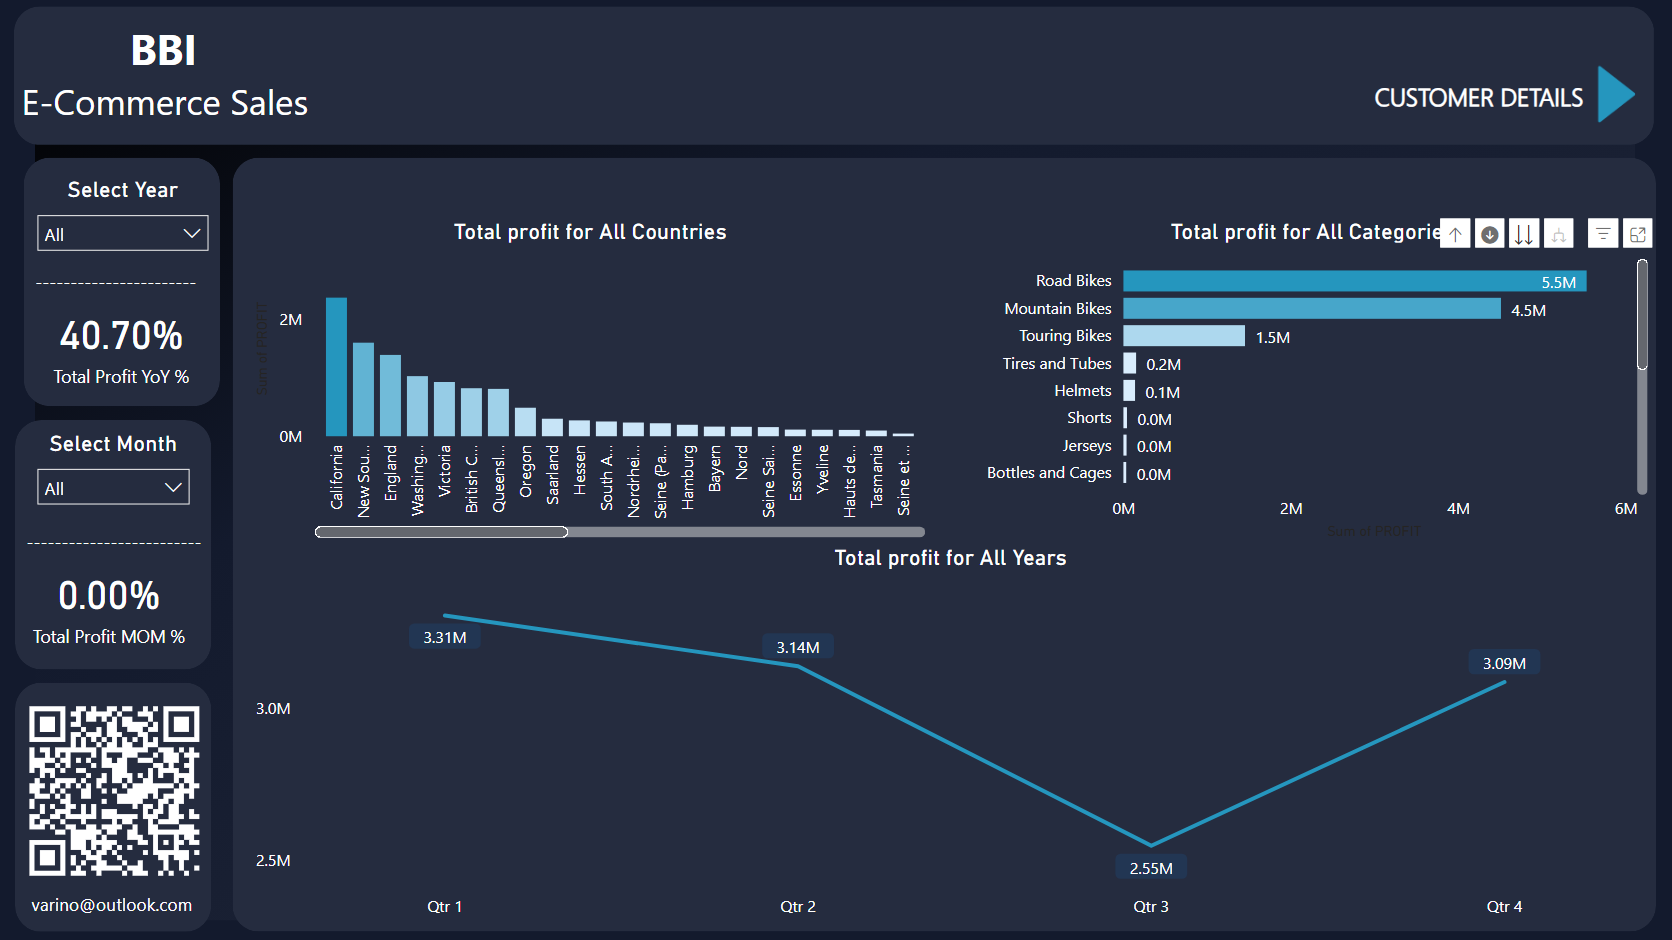 BBI
E-Commerce Sales
CUSTOMER DETAILS
Select Year
All
40.70%
Total Profit YoY %
Select Month
All
0.00%
Total Profit MOM %
varino@outlook.com
Total profit for All Countries
Sum of PROFIT
2M
0M
California
New Sou...
England
Washing...
Victoria
British C...
Queensl...
Oregon
Saarland
Hessen
South A...
Nordrhei...
Seine (Pa...
Hamburg
Bayern
Nord
Seine Sai...
Essonne
Yveline
Hauts de...
Tasmania
Seine et ...
Total profit for All Categorie
Road Bikes 5.5M
Mountain Bikes 4.5M
Touring Bikes 1.5M
Tires and Tubes 0.2M
Helmets 0.1M
Shorts 0.0M
Jerseys 0.0M
Bottles and Cages 0.0M
0M 2M 4M 6M
Sum of PROFIT
Total profit for All Years
3.31M
3.14M
2.55M
3.09M
3.0M
2.5M
Qtr 1 Qtr 2 Qtr 3 Qtr 4